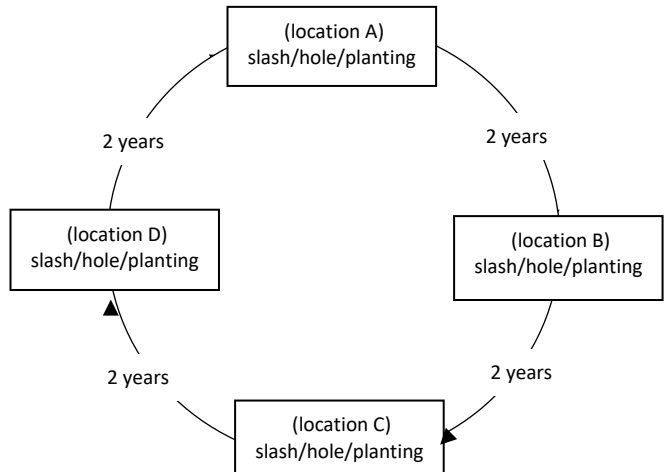 (location A)
slash/hole/planting
2 years
2 years
(location D)
slash/hole/planting
(location B)
slash/hole/planting
2 years
2 years
(location C)
slash/hole/planting